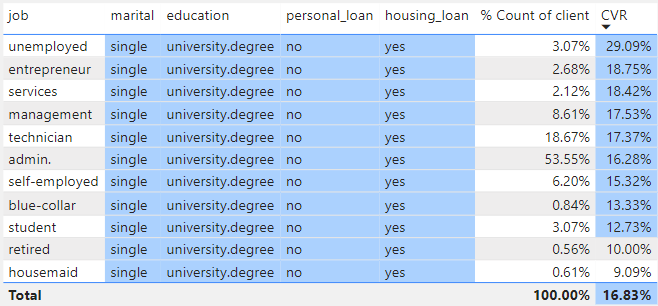 job marital education personal_loan housing_loan % Count of client CVR
unemployed single university.degree no yes 3.07% 29.09%
entrepreneur single university.degree no yes 2.68% 18.75%
services single university.degree no yes 2.12% 18.42%
management single university.degree no yes 8.61% 17.53%
technician single university.degree no yes 18.67% 17.37%
admin. single university.degree no yes 53.55% 16.28%
self-employed single university.degree no yes 6.20% 15.32%
blue-collar single university.degree no yes 0.84% 13.33%
student single university.degree no yes 3.07% 12.73%
retired single university.degree no yes 0.56% 10.00%
housemaid single university.degree no yes 0.61% 9.09%
Total 100.00% 16.83%